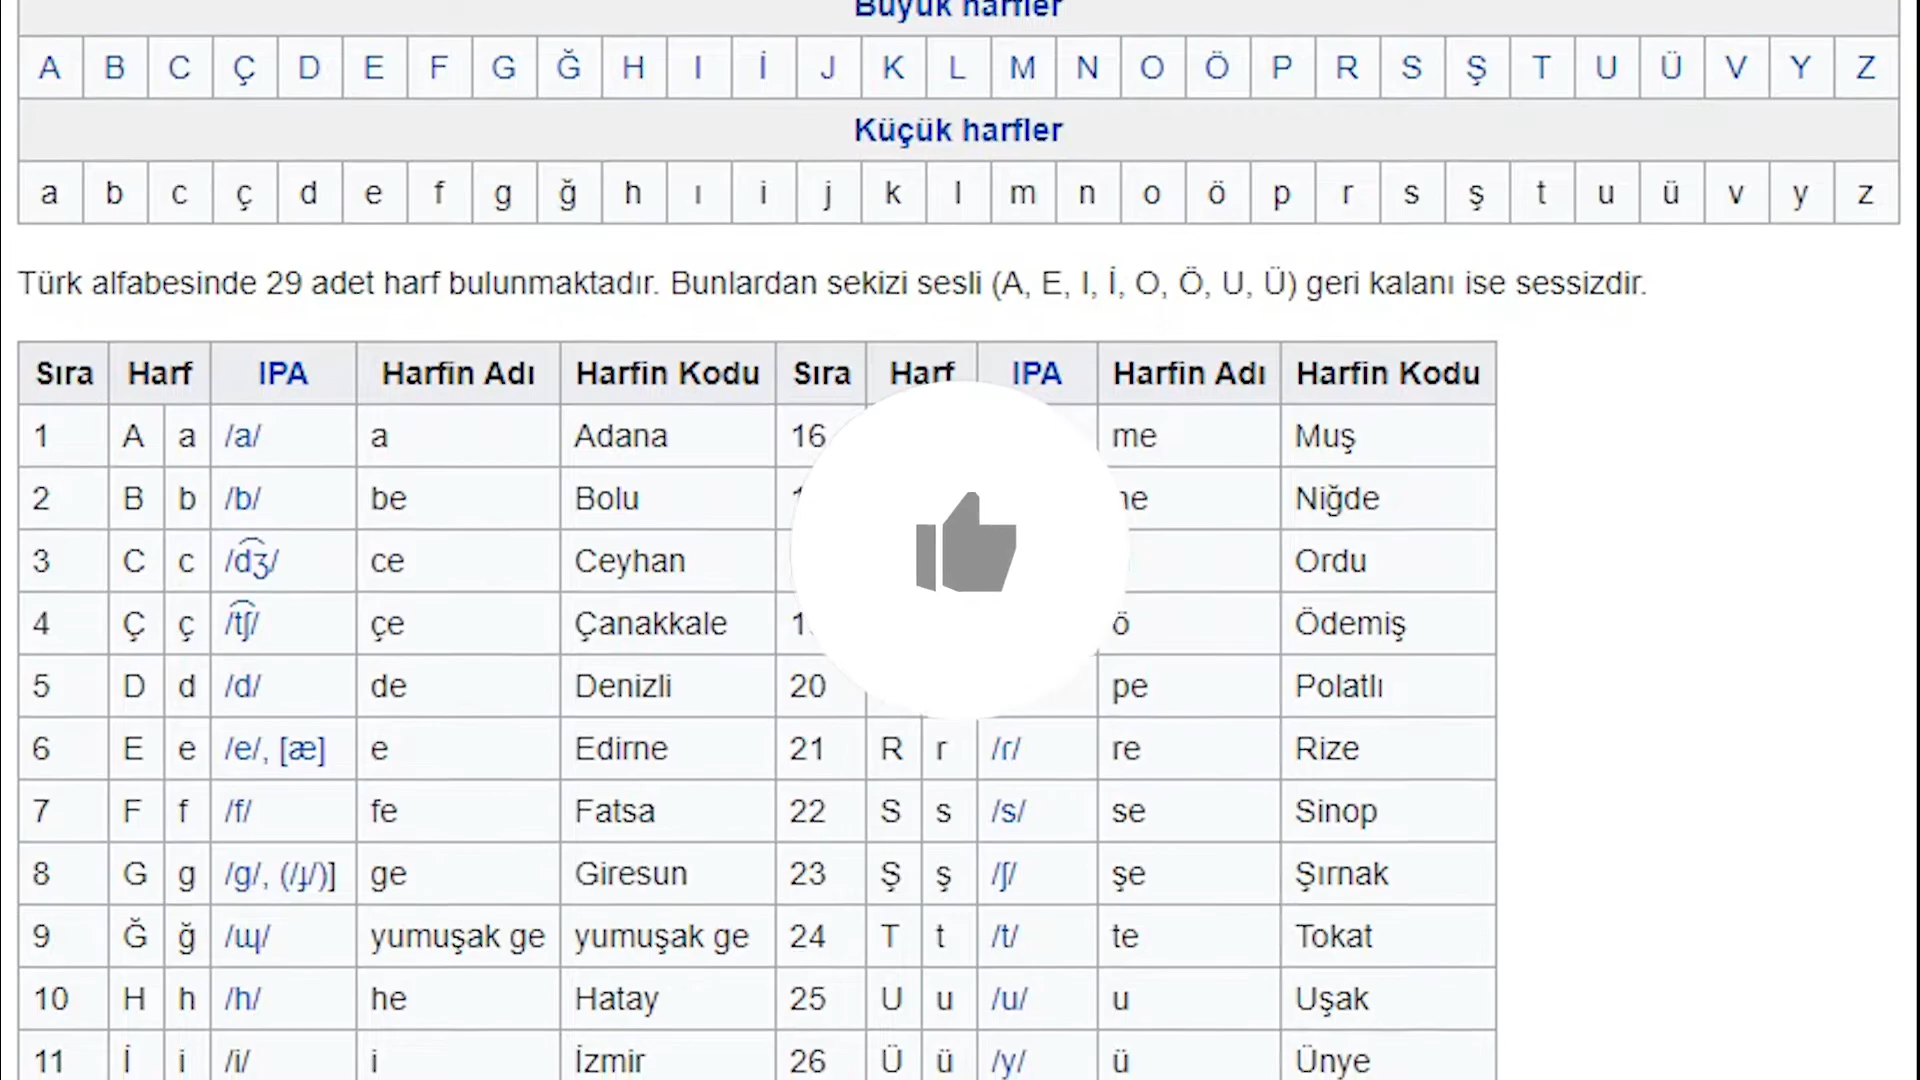 Büyük harfler
A B C Ç D E F G Ğ H I İ J K L M N O Ö P R S Ş T U Ü V Y Z
Küçük harfler
a b c ç d e f g ğ h ı i j k l m n o ö p r s ş t u ü v y z
Türk alfabesinde 29 adet harf bulunmaktadır. Bunlardan sekizi sesli (A, E, I, İ, O, Ö, U, Ü) geri kalanı ise sessizdir.
Sıra Harf IPA Harfin Adı Harfin Kodu Sıra Harf IPA Harfin Adı Harfin Kodu
1 A a /a/ a Adana 16 me Muş
2 B b /b/ be Bolu Niğde
3 C c /d͡ʒ/ ce Ceyhan Ordu
4 Ç ç /t͡ʃ/ çe Çanakkale ö Ödemiş
5 D d /d/ de Denizli 20 pe Polatlı
6 E e /e/, [æ] e Edirne 21 R r /ɾ/ re Rize
7 F f /f/ fe Fatsa 22 S s /s/ se Sinop
8 G g /g/, (/ɟ/)] ge Giresun 23 Ş ş /ʃ/ şe Şırnak
9 Ğ ğ /ɰ/ yumuşak ge yumuşak ge 24 T t /t/ te Tokat
10 H h /h/ he Hatay 25 U u /u/ u Uşak
11 İ i /i/ i İzmir 26 Ü ü /y/ ü Ünye